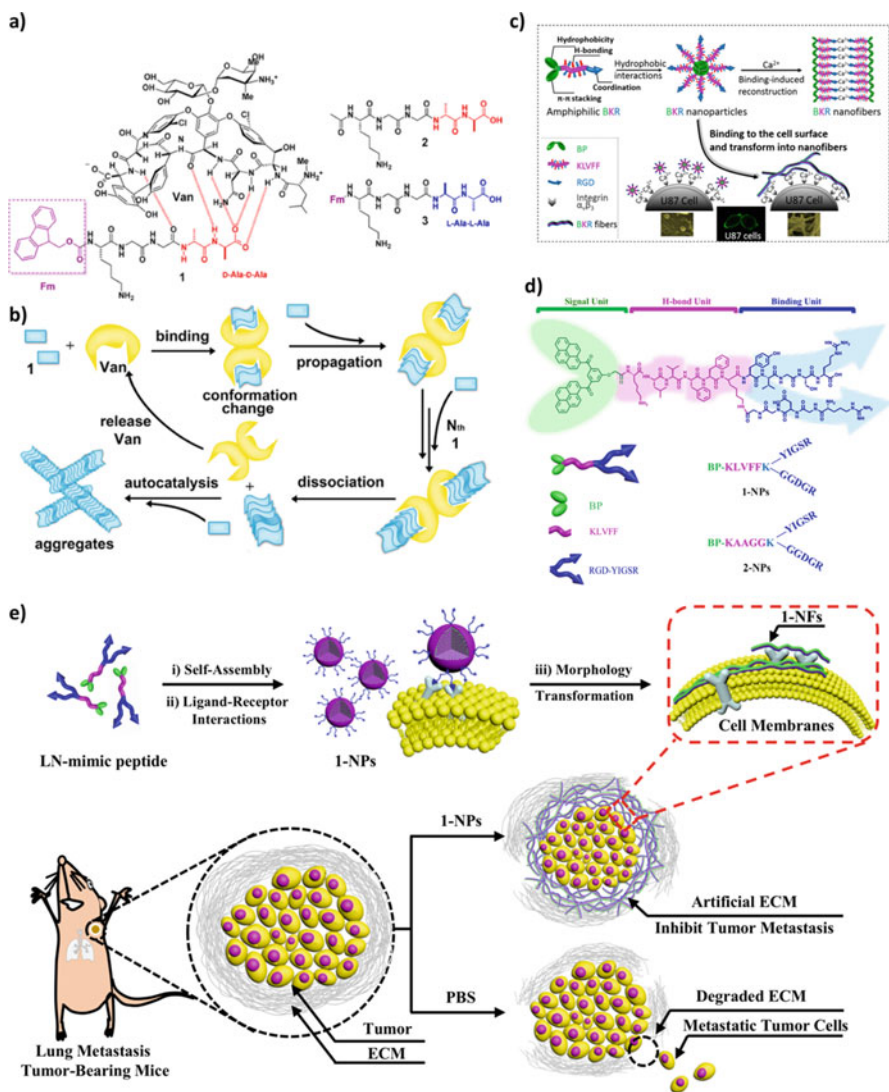 a)
Van
Fm
1
D-Ala-D-Ala
2
Fm
3
L-Ala-L-Ala
b)
1
+
Van
binding
conformation
change
propagation
Nth
1
dissociation
+
autocatalysis
aggregates
release
Van
c)
Hydrophobicity
H-bonding
π-π stacking
Coordination
Amphiphilic BKR
Hydrophobic
interactions
BKR nanoparticles
Ca²⁺
Binding-induced
reconstruction
BKR nanofibers
Binding to the cell surface
and transform into nanofibers
BP
KLVFF
RGD
Integrin
αᵥβ₃
BKR fibers
U87 Cell
U87 cells
U87 Cell
d)
Signal Unit
H-bond Unit
Binding Unit
BP
KLVFF
RGD-YIGSR
BP-KLVFFK
YIGSR
GGDGR
1-NPs
BP-KAAGGK
YIGSR
GGDGR
2-NPs
e)
LN-mimic peptide
i) Self-Assembly
ii) Ligand-Receptor
Interactions
1-NPs
iii) Morphology
Transformation
1-NFs
Cell Membranes
Lung Metastasis
Tumor-Bearing Mice
Tumor
ECM
1-NPs
PBS
Artificial ECM
Inhibit Tumor Metastasis
Degraded ECM
Metastatic Tumor Cells